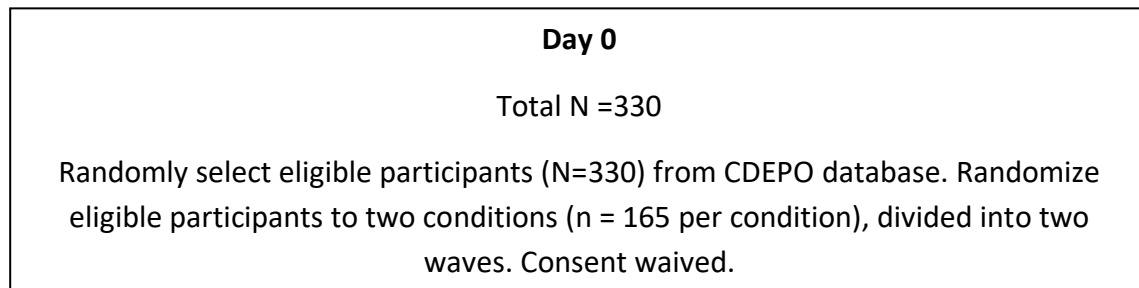 Day 0
Total N =330
Randomly select eligible participants (N=330) from CDEPO database. Randomize
eligible participants to two conditions (n = 165 per condition), divided into two
waves. Consent waived.